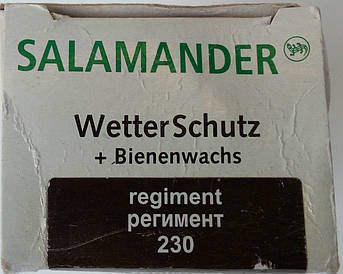 SALAMANDER
WetterSchutz
+ Bienenwachs
regiment
регимент
230